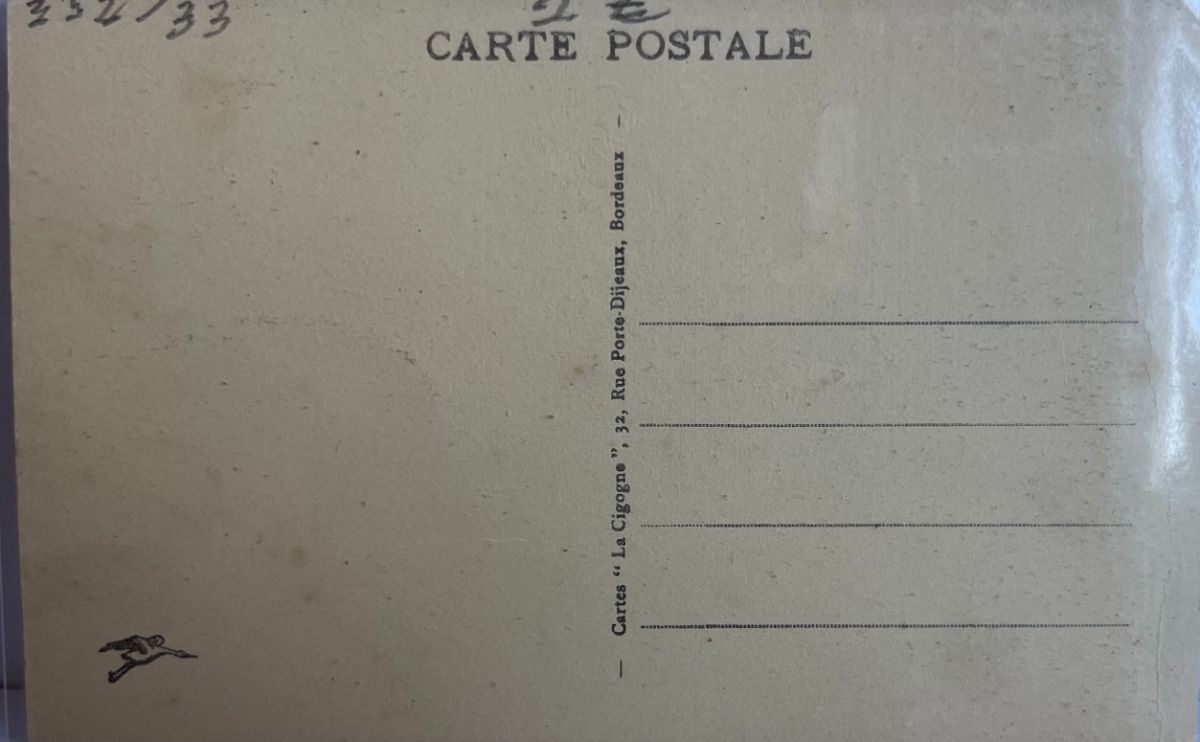 CARTE POSTALE
— Cartes “ La Cigogne ”, 32, Rue Porte-Dijeaux, Bordeaux —